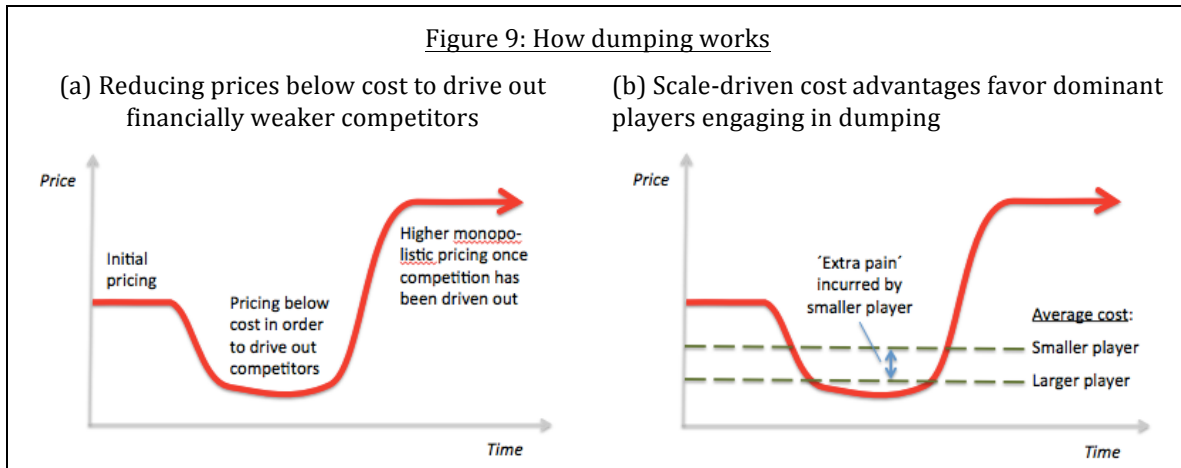 Figure 9: How dumping works
(a) Reducing prices below cost to drive out
financially weaker competitors
Price
Initial
pricing
Pricing below
cost in order
to drive out
competitors
Higher monopo-
listic pricing once
competition has
been driven out
Time
(b) Scale-driven cost advantages favor dominant
players engaging in dumping
Price
´Extra pain´
incurred by
smaller player
Average cost:
Smaller player
Larger player
Time